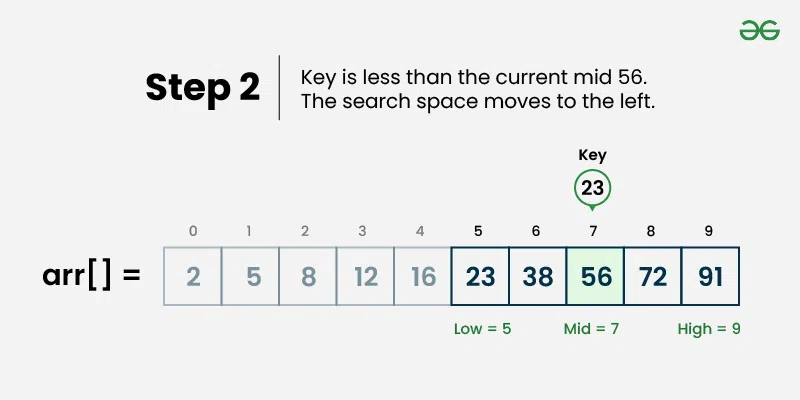 Step 2
Key is less than the current mid 56.
The search space moves to the left.
Key
23
0 1 2 3 4 5 6 7 8 9
arr[] = 2 5 8 12 16 23 38 56 72 91
Low = 5 Mid = 7 High = 9